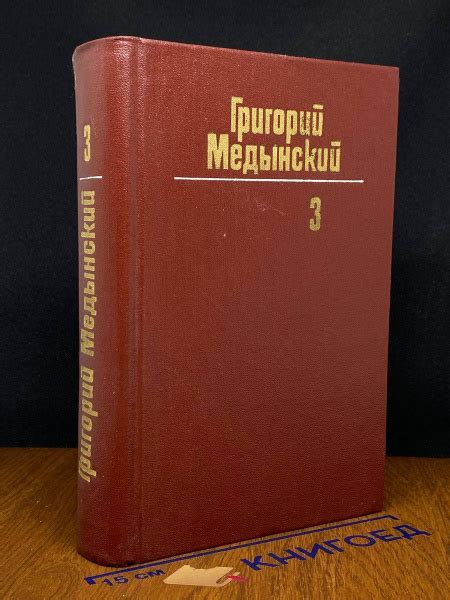 Григорий
Медынский
3
3
Григорий Медынский
15 см
КНИГОЕД